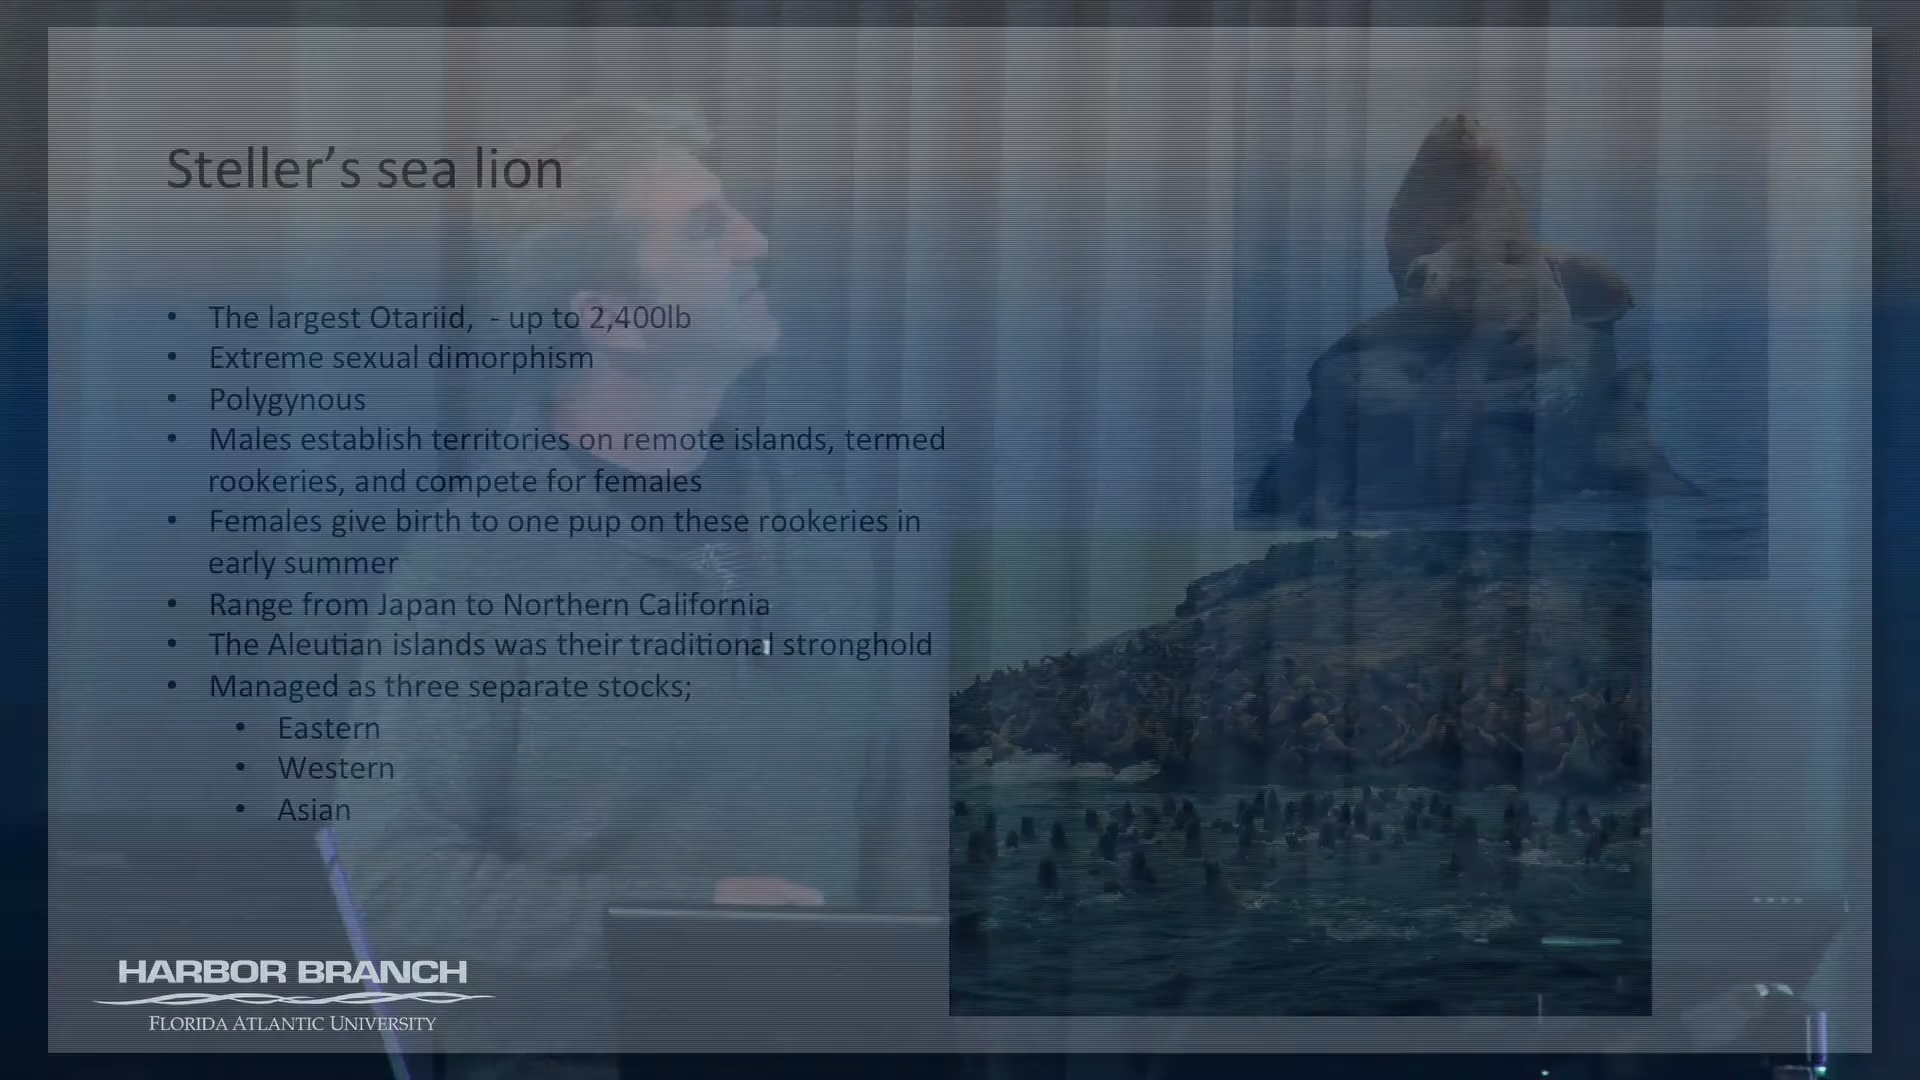 Steller’s sea lion
• The largest Otariid,  - up to 2,400lb
• Extreme sexual dimorphism
• Polygynous
• Males establish territories on remote islands, termed
rookeries, and compete for females
• Females give birth to one pup on these rookeries in
early summer
• Range from Japan to Northern California
• The Aleutian islands was their traditional stronghold
• Managed as three separate stocks;
• Eastern
• Western
• Asian
HARBOR BRANCH
FLORIDA ATLANTIC UNIVERSITY